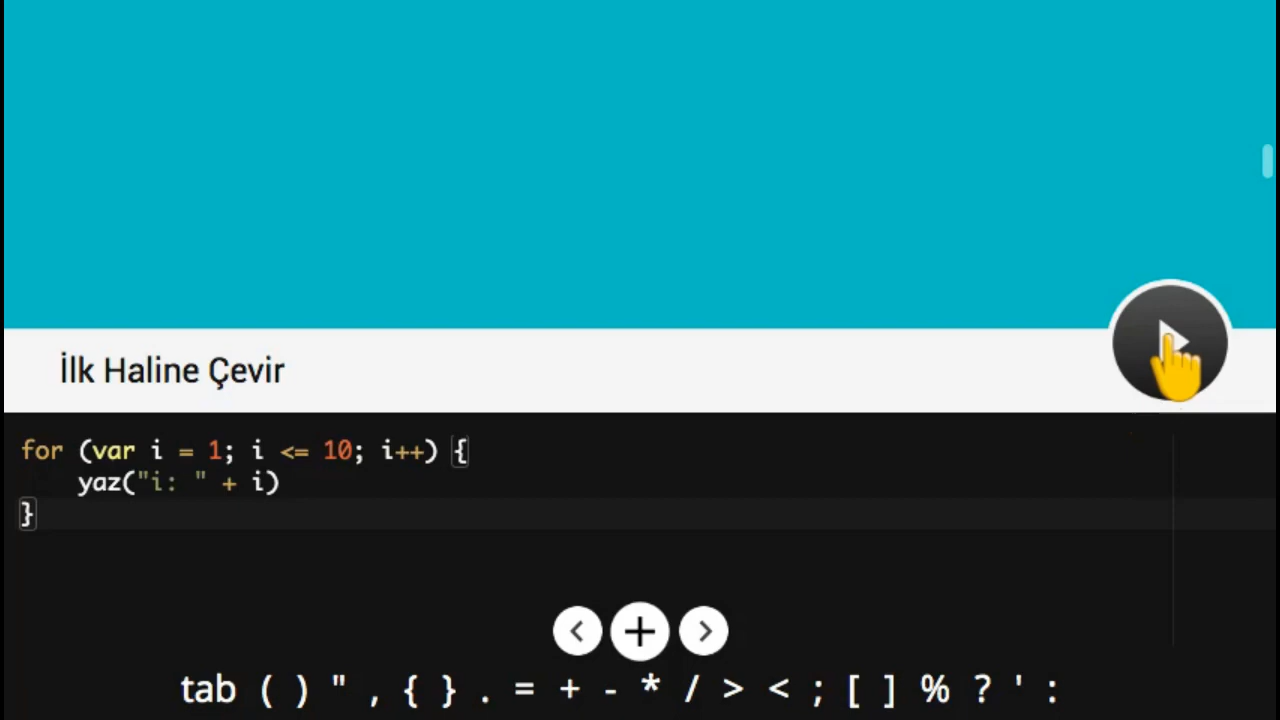 İlk Haline Çevir
for (var i = 1; i <= 10; i++) {
    yaz("i: " + i)
}
tab ( ) " , { } . = + - * / > < ; [ ] % ? ' :